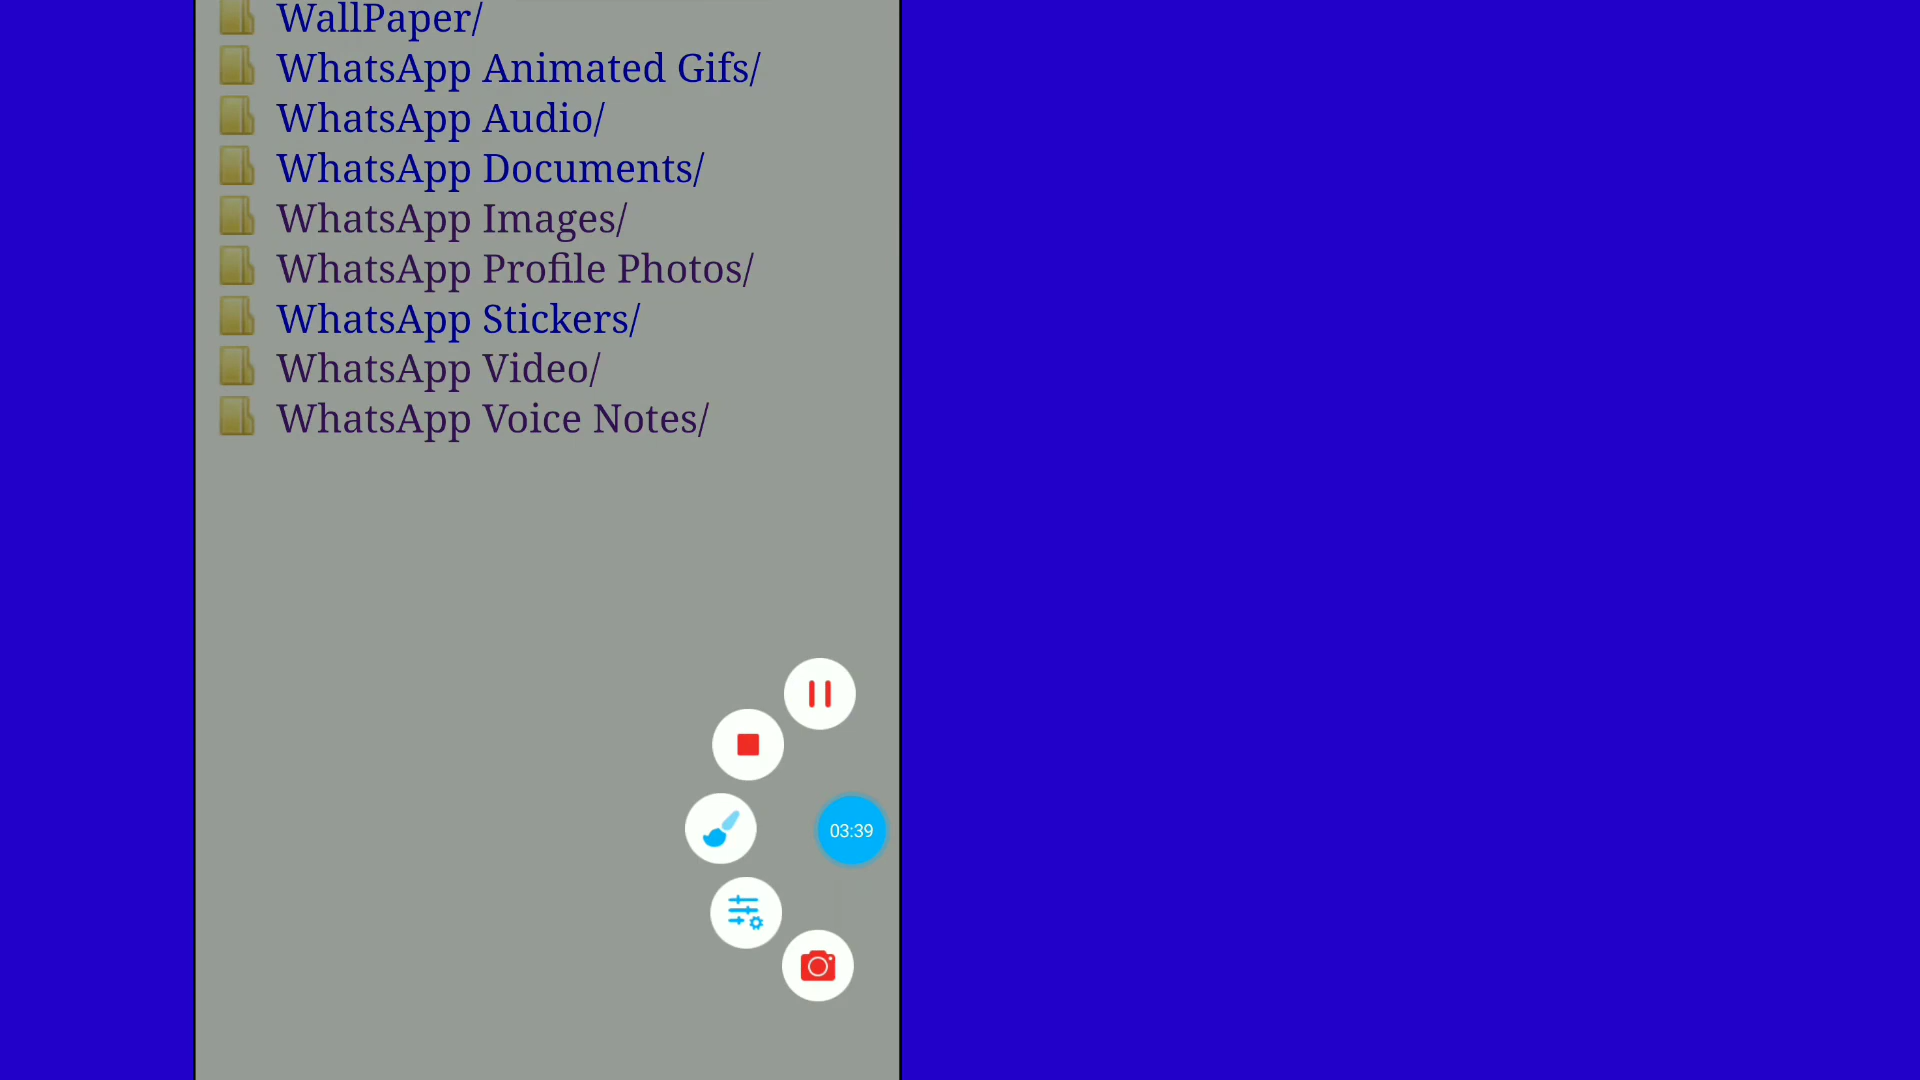 WallPaper/
WhatsApp Animated Gifs/
WhatsApp Audio/
WhatsApp Documents/
WhatsApp Images/
WhatsApp Profile Photos/
WhatsApp Stickers/
WhatsApp Video/
WhatsApp Voice Notes/
03:39